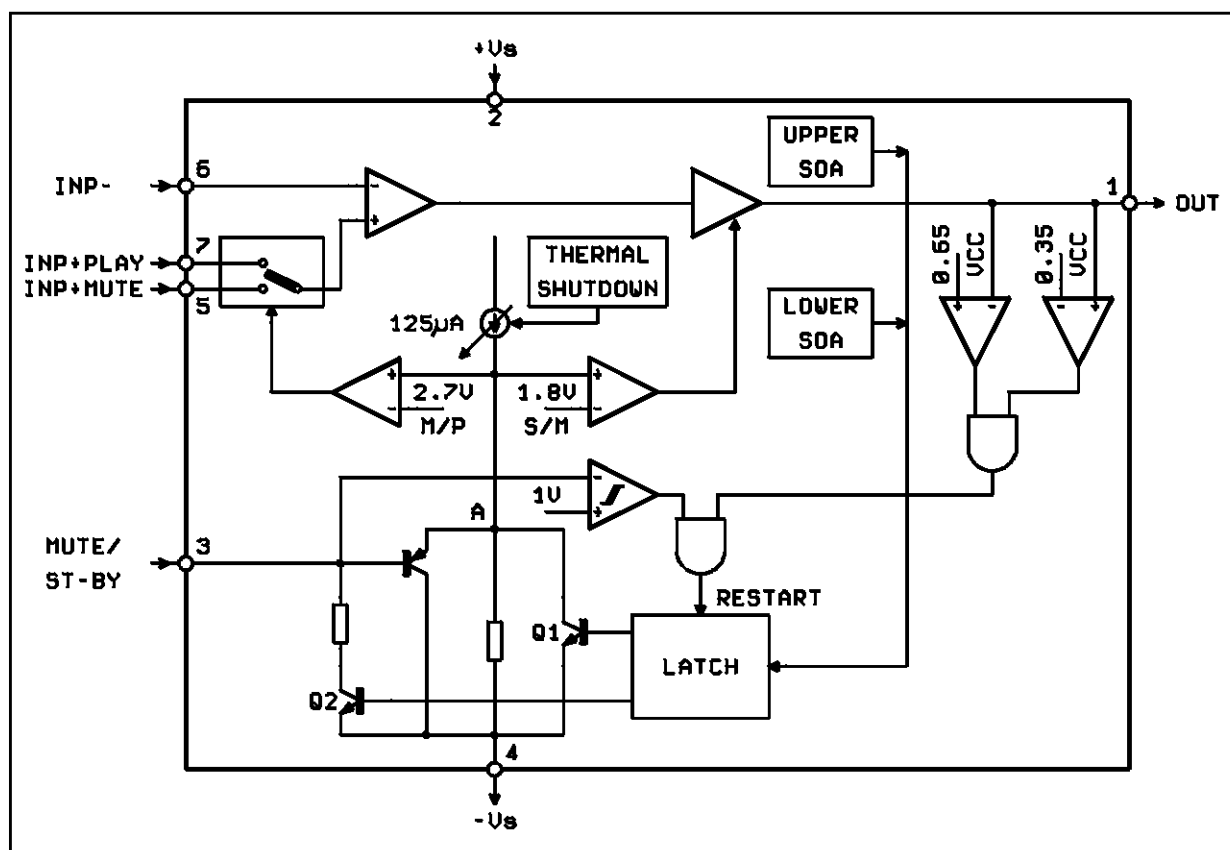 +Vs
2
UPPER
SOA
6
INP-
1
OUT
7
INP+PLAY
INP+MUTE
5
THERMAL
SHUTDOWN
0.65
VCC
0.35
VCC
125µA
LOWER
SOA
-
+
-
+
-
+
+
2.7V
-
M/P
+
1.8V
-
S/M
-
1V
+
A
MUTE/
ST-BY
3
RESTART
Q1
LATCH
Q2
4
-Vs